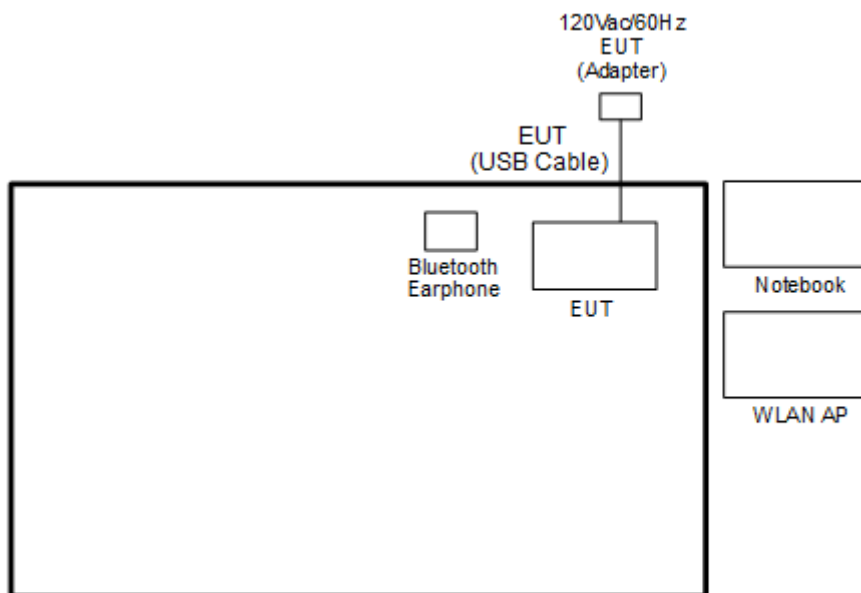 120Vac/60Hz
EUT
(Adapter)
EUT
(USB Cable)
Bluetooth
Earphone
EUT
Notebook
WLAN AP